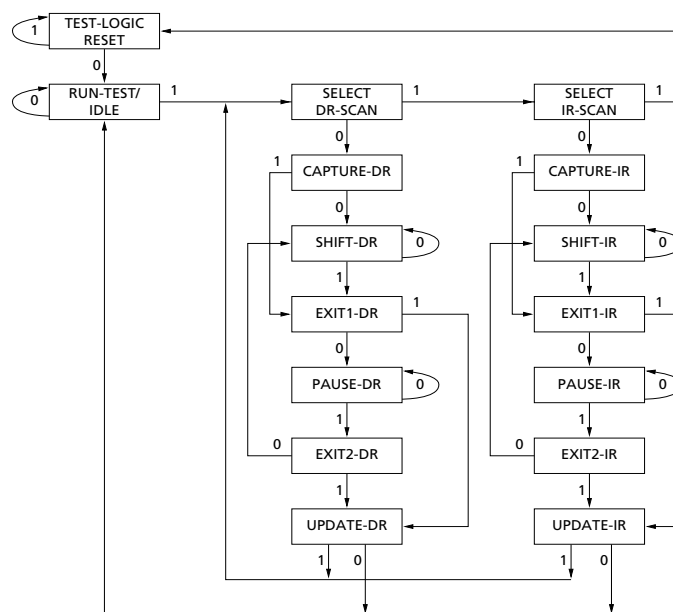 TEST-LOGIC
RESET
1
0
RUN-TEST/
IDLE
0
1
SELECT
DR-SCAN
1
SELECT
IR-SCAN
1
0
0
1
CAPTURE-DR
1
CAPTURE-IR
0
0
SHIFT-DR
0
SHIFT-IR
0
1
1
EXIT1-DR
1
EXIT1-IR
1
0
0
PAUSE-DR
0
PAUSE-IR
0
1
1
0
EXIT2-DR
0
EXIT2-IR
1
1
UPDATE-DR
UPDATE-IR
1
0
1
0